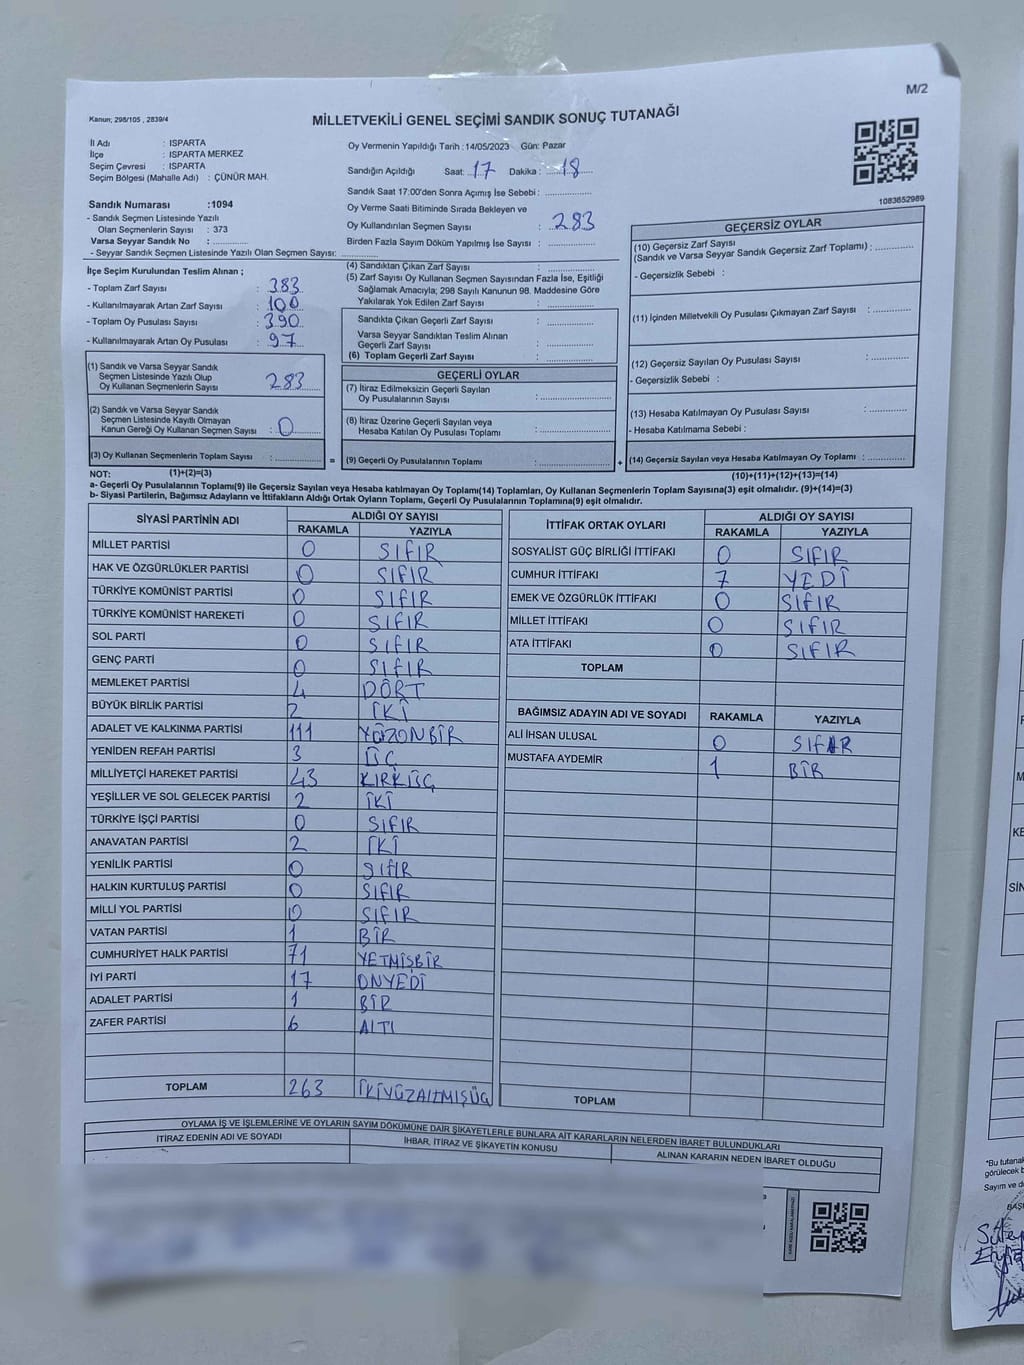 M/2
Kanun; 298/105 , 2839/4
MİLLETVEKİLİ GENEL SEÇİMİ SANDIK SONUÇ TUTANAĞI
İl Adı : ISPARTA
İlçe : ISPARTA MERKEZ
Seçim Çevresi : ISPARTA
Seçim Bölgesi (Mahalle Adı) : ÇÜNÜR MAH.
Sandık Numarası :1094
- Sandık Seçmen Listesinde Yazılı
Olan Seçmenlerin Sayısı : 373
Varsa Seyyar Sandık No : ...............
- Seyyar Sandık Seçmen Listesinde Yazılı Olan Seçmen Sayısı: ...............
İlçe Seçim Kurulundan Teslim Alınan ;
- Toplam Zarf Sayısı : 383
- Kullanılmayarak Artan Zarf Sayısı : 100
- Toplam Oy Pusulası Sayısı : 390
- Kullanılmayarak Artan Oy Pusulası : 97
(1) Sandık ve Varsa Seyyar Sandık
Seçmen Listesinde Yazılı Olup
Oy Kullanan Seçmenlerin Sayısı 283
(2) Sandık ve Varsa Seyyar Sandık
Seçmen Listesinde Kayıtlı Olmayan
Kanun Gereği Oy Kullanan Seçmen Sayısı : 0
(3) Oy Kullanan Seçmenlerin Toplam Sayısı : ...............
Oy Vermenin Yapıldığı Tarih :14/05/2023 Gün: Pazar
Sandığın Açıldığı Saat: 17 Dakika : 18
Sandık Saat 17:00'den Sonra Açımış İse Sebebi : ...............
Oy Verme Saati Bitiminde Sırada Bekleyen ve
Oy Kullandırılan Seçmen Sayısı : 283
Birden Fazla Sayım Döküm Yapılmış İse Sayısı : ...............
(4) Sandıktan Çıkan Zarf Sayısı : ...............
(5) Zarf Sayısı Oy Kullanan Seçmen Sayısından Fazla İse, Eşitliği
Sağlamak Amacıyla; 298 Sayılı Kanunun 98. Maddesine Göre
Yakılarak Yok Edilen Zarf Sayısı : ...............
Sandıkta Çıkan Geçerli Zarf Sayısı : ...............
Varsa Seyyar Sandıktan Teslim Alınan
Geçerli Zarf Sayısı : ...............
(6) Toplam Geçerli Zarf Sayısı : ...............
GEÇERLİ OYLAR
(7) İtiraz Edilmeksizin Geçerli Sayılan
Oy Pusulalarının Sayısı : ...............
(8) İtiraz Üzerine Geçerli Sayılan veya
Hesaba Katılan Oy Pusulası Toplamı : ...............
= (9) Geçerli Oy Pusulalarının Toplamı : ............... +
1083652989
GEÇERSİZ OYLAR
(10) Geçersiz Zarf Sayısı
(Sandık ve Varsa Seyyar Sandık Geçersiz Zarf Toplamı) : ...............
- Geçersizlik Sebebi :
(11) İçinden Milletvekili Oy Pusulası Çıkmayan Zarf Sayısı : ...............
(12) Geçersiz Sayılan Oy Pusulası Sayısı : ...............
- Geçersizlik Sebebi :
(13) Hesaba Katılmayan Oy Pusulası Sayısı : ...............
- Hesaba Katılmama Sebebi :
(14) Geçersiz Sayılan veya Hesaba Katılmayan Oy Toplamı : ...............
NOT: (1)+(2)=(3) (10)+(11)+(12)+(13)=(14)
a- Geçerli Oy Pusulalarının Toplamı(9) ile Geçersiz Sayılan veya Hesaba katılmayan Oy Toplamı(14) Toplamları, Oy Kullanan Seçmenlerin Toplam Sayısına(3) eşit olmalıdır. (9)+(14)=(3)
b- Siyasi Partilerin, Bağımsız Adayların ve İttifakların Aldığı Ortak Oyların Toplamı, Geçerli Oy Pusulalarının Toplamına(9) eşit olmalıdır.
SİYASİ PARTİNİN ADI ALDIĞI OY SAYISI
RAKAMLA YAZIYLA
MİLLET PARTİSİ 0 SIFIR
HAK VE ÖZGÜRLÜKLER PARTİSİ 0 SIFIR
TÜRKİYE KOMÜNİST PARTİSİ 0 SIFIR
TÜRKİYE KOMÜNİST HAREKETİ 0 SIFIR
SOL PARTİ 0 SIFIR
GENÇ PARTİ 0 SIFIR
MEMLEKET PARTİSİ 4 DÖRT
BÜYÜK BİRLİK PARTİSİ 2 İKİ
ADALET VE KALKINMA PARTİSİ 111 YÜZONBİR
YENİDEN REFAH PARTİSİ 3 ÜÇ
MİLLİYETÇİ HAREKET PARTİSİ 43 KIRKÜÇ
YEŞİLLER VE SOL GELECEK PARTİSİ 2 İKİ
TÜRKİYE İŞÇİ PARTİSİ 0 SIFIR
ANAVATAN PARTİSİ 2 İKİ
YENİLİK PARTİSİ 0 SIFIR
HALKIN KURTULUŞ PARTİSİ 0 SIFIR
MİLLİ YOL PARTİSİ 0 SIFIR
VATAN PARTİSİ 1 BİR
CUMHURİYET HALK PARTİSİ 71 YETMİŞBİR
İYİ PARTİ 17 ONYEDİ
ADALET PARTİSİ 1 BİR
ZAFER PARTİSİ 6 ALTI
TOPLAM 263 İKİYÜZALTMIŞÜÇ
İTTİFAK ORTAK OYLARI ALDIĞI OY SAYISI
RAKAMLA YAZIYLA
SOSYALİST GÜÇ BİRLİĞİ İTTİFAKI 0 SIFIR
CUMHUR İTTİFAKI 7 YEDİ
EMEK VE ÖZGÜRLÜK İTTİFAKI 0 SIFIR
MİLLET İTTİFAKI 0 SIFIR
ATA İTTİFAKI 0 SIFIR
TOPLAM
BAĞIMSIZ ADAYIN ADI VE SOYADI RAKAMLA YAZIYLA
ALİ İHSAN ULUSAL 0 SIFIR
MUSTAFA AYDEMİR 1 BİR
TOPLAM
OYLAMA İŞ VE İŞLEMLERİNE VE OYLARIN SAYIM DÖKÜMÜNE DAİR ŞİKAYETLERLE BUNLARA AİT KARARLARIN NELERDEN İBARET BULUNDUKLARI
İTİRAZ EDENİN ADI VE SOYADI İHBAR, İTİRAZ VE ŞİKAYETİN KONUSU ALINAN KARARIN NEDEN İBARET OLDUĞU
*Bu tutanak
görülecek
Sayım ve